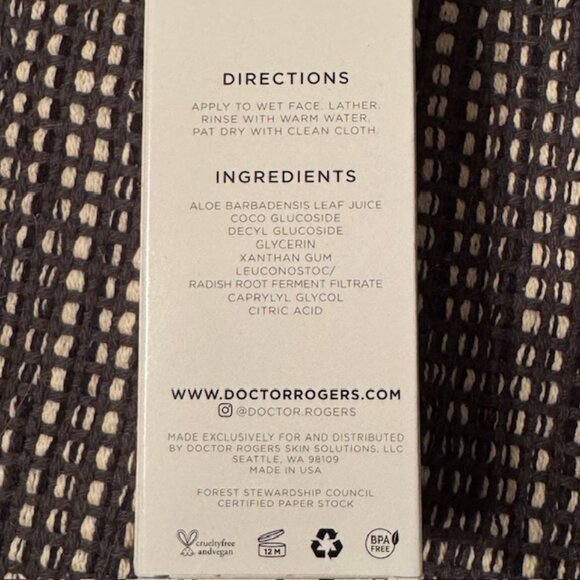 DIRECTIONS
APPLY TO WET FACE. LATHER.
RINSE WITH WARM WATER.
PAT DRY WITH CLEAN CLOTH.
INGREDIENTS
ALOE BARBADENSIS LEAF JUICE
COCO GLUCOSIDE
DECYL GLUCOSIDE
GLYCERIN
XANTHAN GUM
LEUCONOSTOC/
RADISH ROOT FERMENT FILTRATE
CAPRYLYL GLYCOL
CITRIC ACID
WWW.DOCTORROGERS.COM
@DOCTOR.ROGERS
MADE EXCLUSIVELY FOR AND DISTRIBUTED
BY DOCTOR ROGERS SKIN SOLUTIONS, LLC
SEATTLE, WA 98109
MADE IN USA
FOREST STEWARDSHIP COUNCIL
CERTIFIED PAPER STOCK
crueltyfree
andvegan
12 M
BPA
FREE